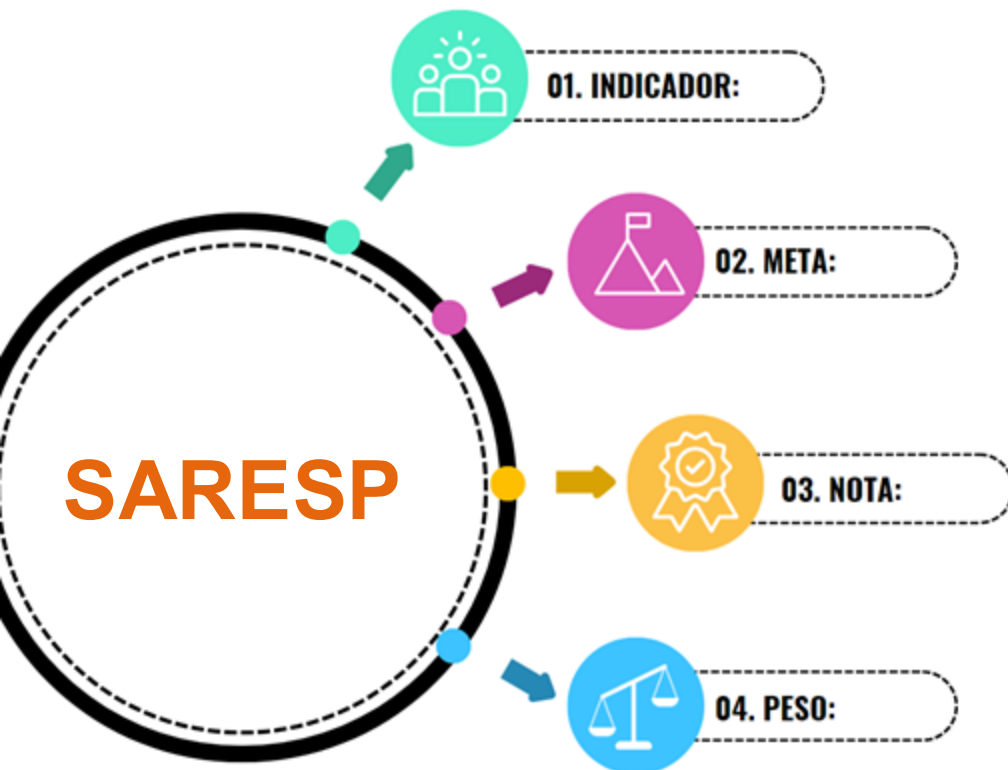 01. INDICADOR:
02. META:
SARESP
03. NOTA:
04. PESO: